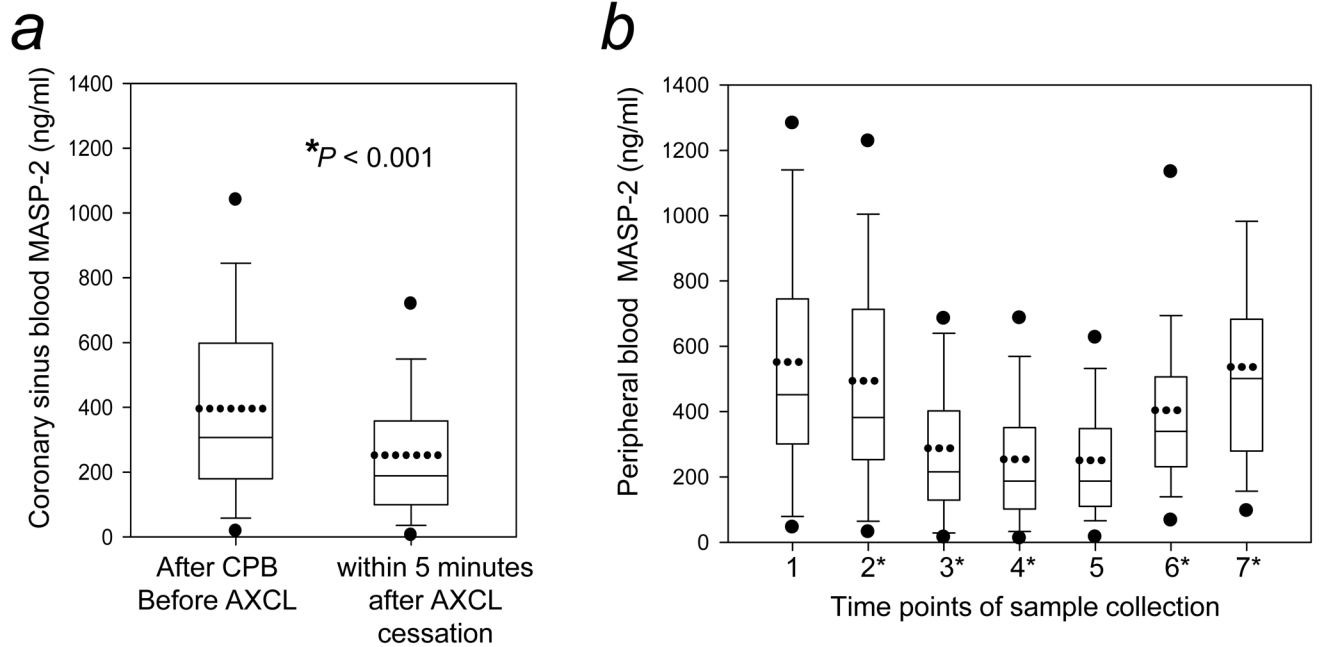 a
Coronary sinus blood MASP-2 (ng/ml)
1400
1200
1000
800
600
400
200
0
*P < 0.001
After CPB
Before AXCL
within 5 minutes
after AXCL
cessation
b
Peripheral blood MASP-2 (ng/ml)
1400
1200
1000
800
600
400
200
0
1 2* 3* 4* 5 6* 7*
Time points of sample collection